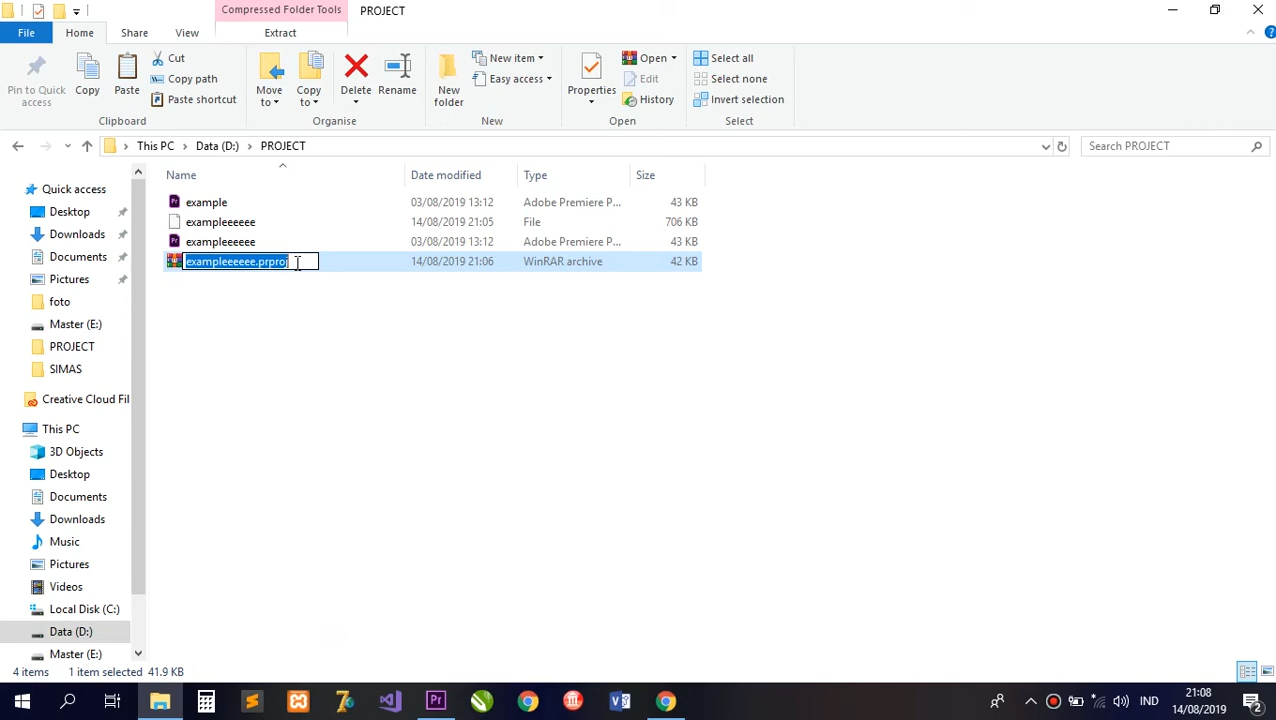 Compressed Folder Tools PROJECT
File Home Share View Extract
Pin to Quick access
Copy
Paste
Cut
Copy path
Paste shortcut
Clipboard
Move to
Copy to
Delete
Rename
Organise
New folder
New item
Easy access
New
Properties
Open
Edit
History
Open
Select all
Select none
Invert selection
Select
This PC > Data (D:) > PROJECT
Search PROJECT
Name Date modified Type Size
example 03/08/2019 13:12 Adobe Premiere P... 43 KB
exampleeeeee 14/08/2019 21:05 File 706 KB
exampleeeeee 03/08/2019 13:12 Adobe Premiere P... 43 KB
exampleeeeee.prproj 14/08/2019 21:06 WinRAR archive 42 KB
Quick access
Desktop
Downloads
Documents
Pictures
foto
Master (E:)
PROJECT
SIMAS
Creative Cloud Fil
This PC
3D Objects
Desktop
Documents
Downloads
Music
Pictures
Videos
Local Disk (C:)
Data (D:)
Master (E:)
4 items 1 item selected 41.9 KB
IND
21:08
14/08/2019
2